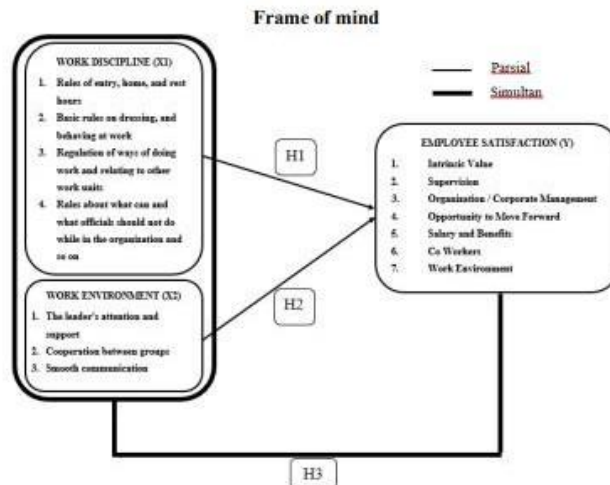 Frame of mind
WORK DISCIPLINE (X1)
1. Rules of entry, home, and rest
hours
2. Basic rules on dressing, and
behaving at work
3. Regulation of ways of doing
work and relating to other
work units
4. Rules about what can and
what officials should not do
while in the organization and
so on
WORK ENVIRONMENT (X2)
1. The leader's attention and
support
2. Cooperation between groups
3. Smooth communication
H1
H2
H3
Parsial
Simultan
EMPLOYEE SATISFACTION (Y)
1. Intrinsic Value
2. Supervision
3. Organization / Corporate Management
4. Opportunity to Move Forward
5. Salary and Benefits
6. Co Workers
7. Work Environment